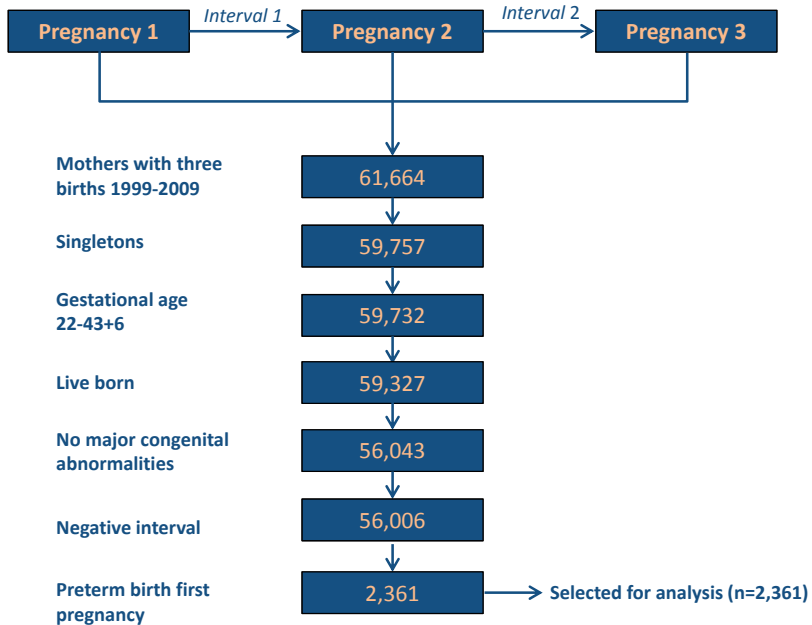 Pregnancy 1
Interval 1
Pregnancy 2
Interval 2
Pregnancy 3
Mothers with three
births 1999-2009
61,664
Singletons
59,757
Gestational age
22-43+6
59,732
Live born
59,327
No major congenital
abnormalities
56,043
Negative interval
56,006
Preterm birth first
pregnancy
2,361
Selected for analysis (n=2,361)